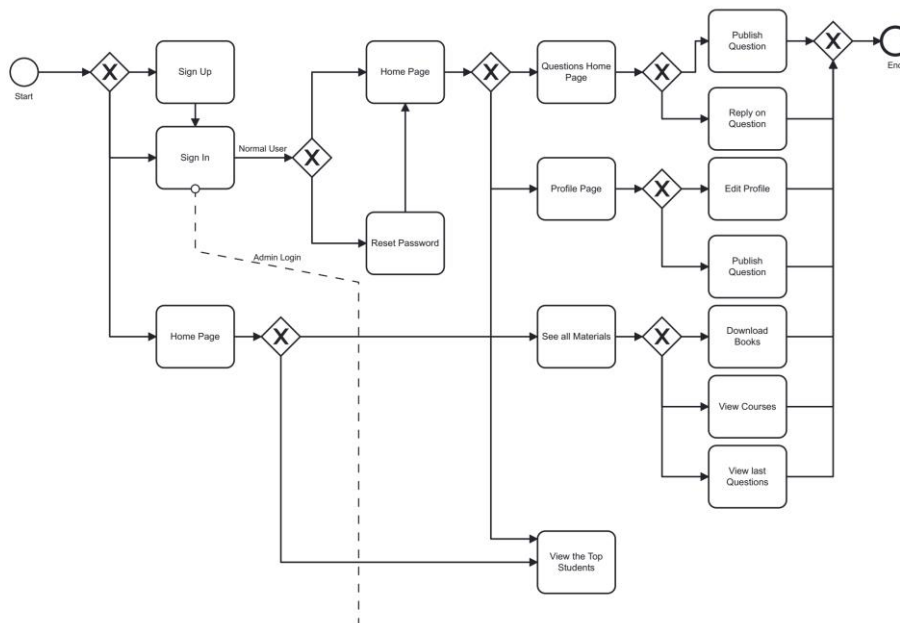 Start
Sign Up
Sign In
Normal User
Admin Login
Home Page
Reset Password
Home Page
Questions Home
Page
Profile Page
See all Materials
View the Top
Students
Publish
Question
Reply on
Question
Edit Profile
Publish
Question
Download
Books
View Courses
View last
Questions
End